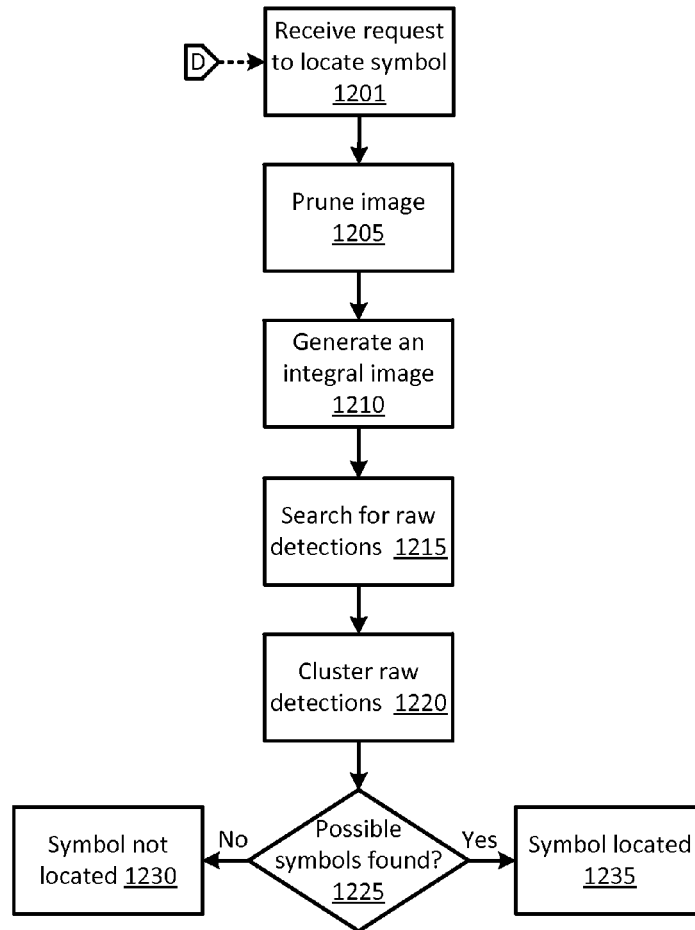 Receive request
D
to locate symbol
1201
Prune image
1205
Generate an
integral image
1210
Search for raw
detections 1215
Cluster raw
detections 1220
Possible
symbols found?
1225
No
Symbol not
located 1230
Yes
Symbol located
1235